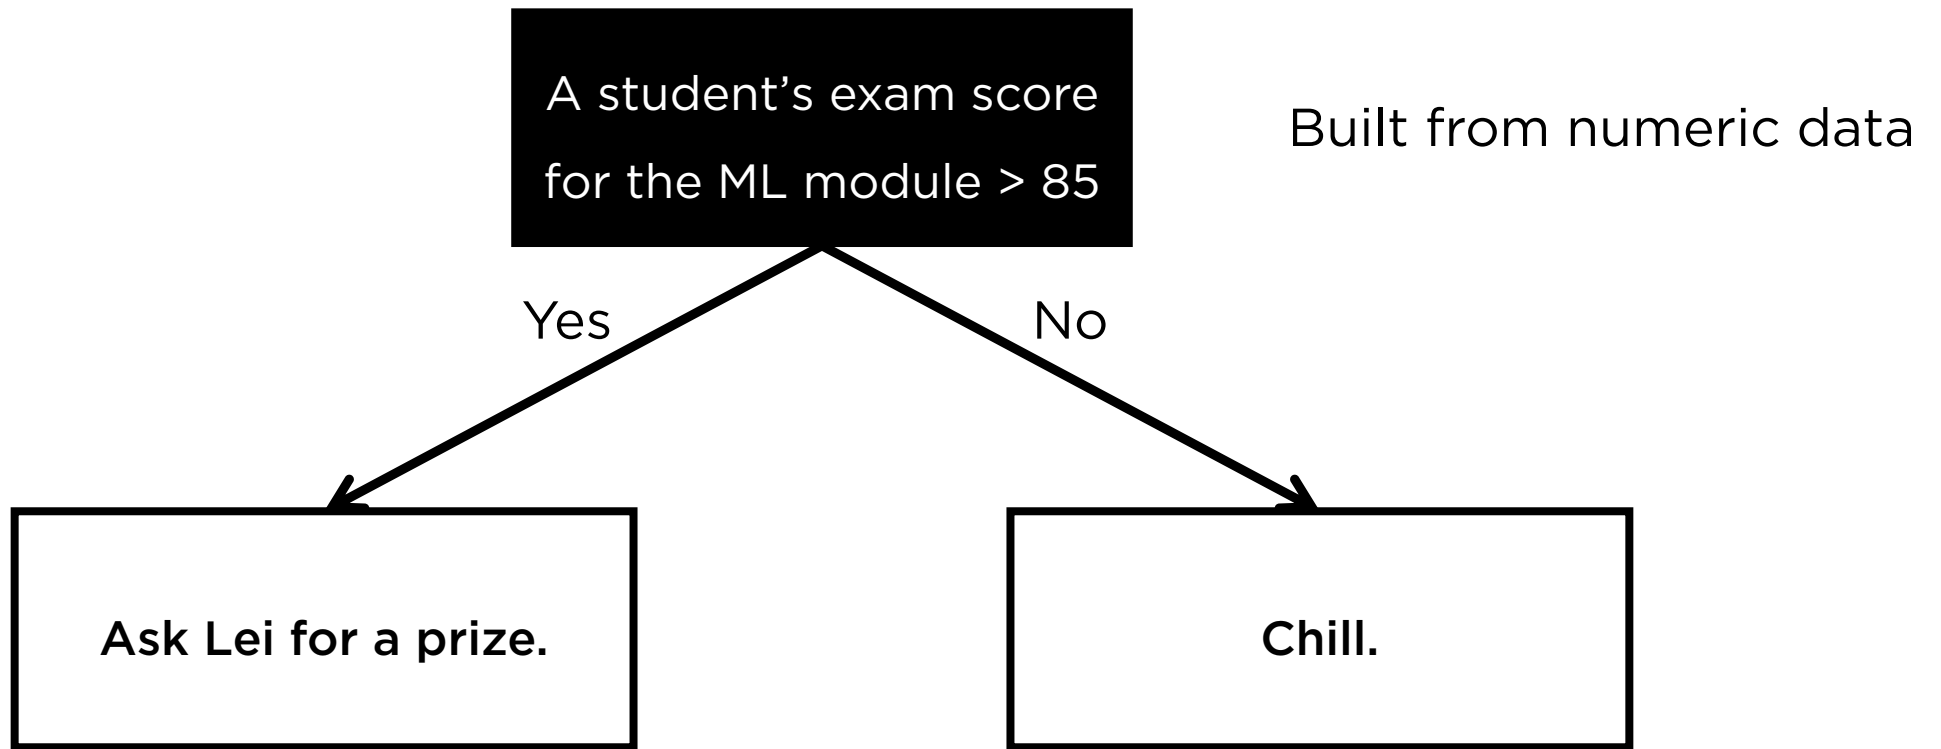 A student’s exam score
for the ML module > 85
Built from numeric data
Yes
No
Ask Lei for a prize.
Chill.